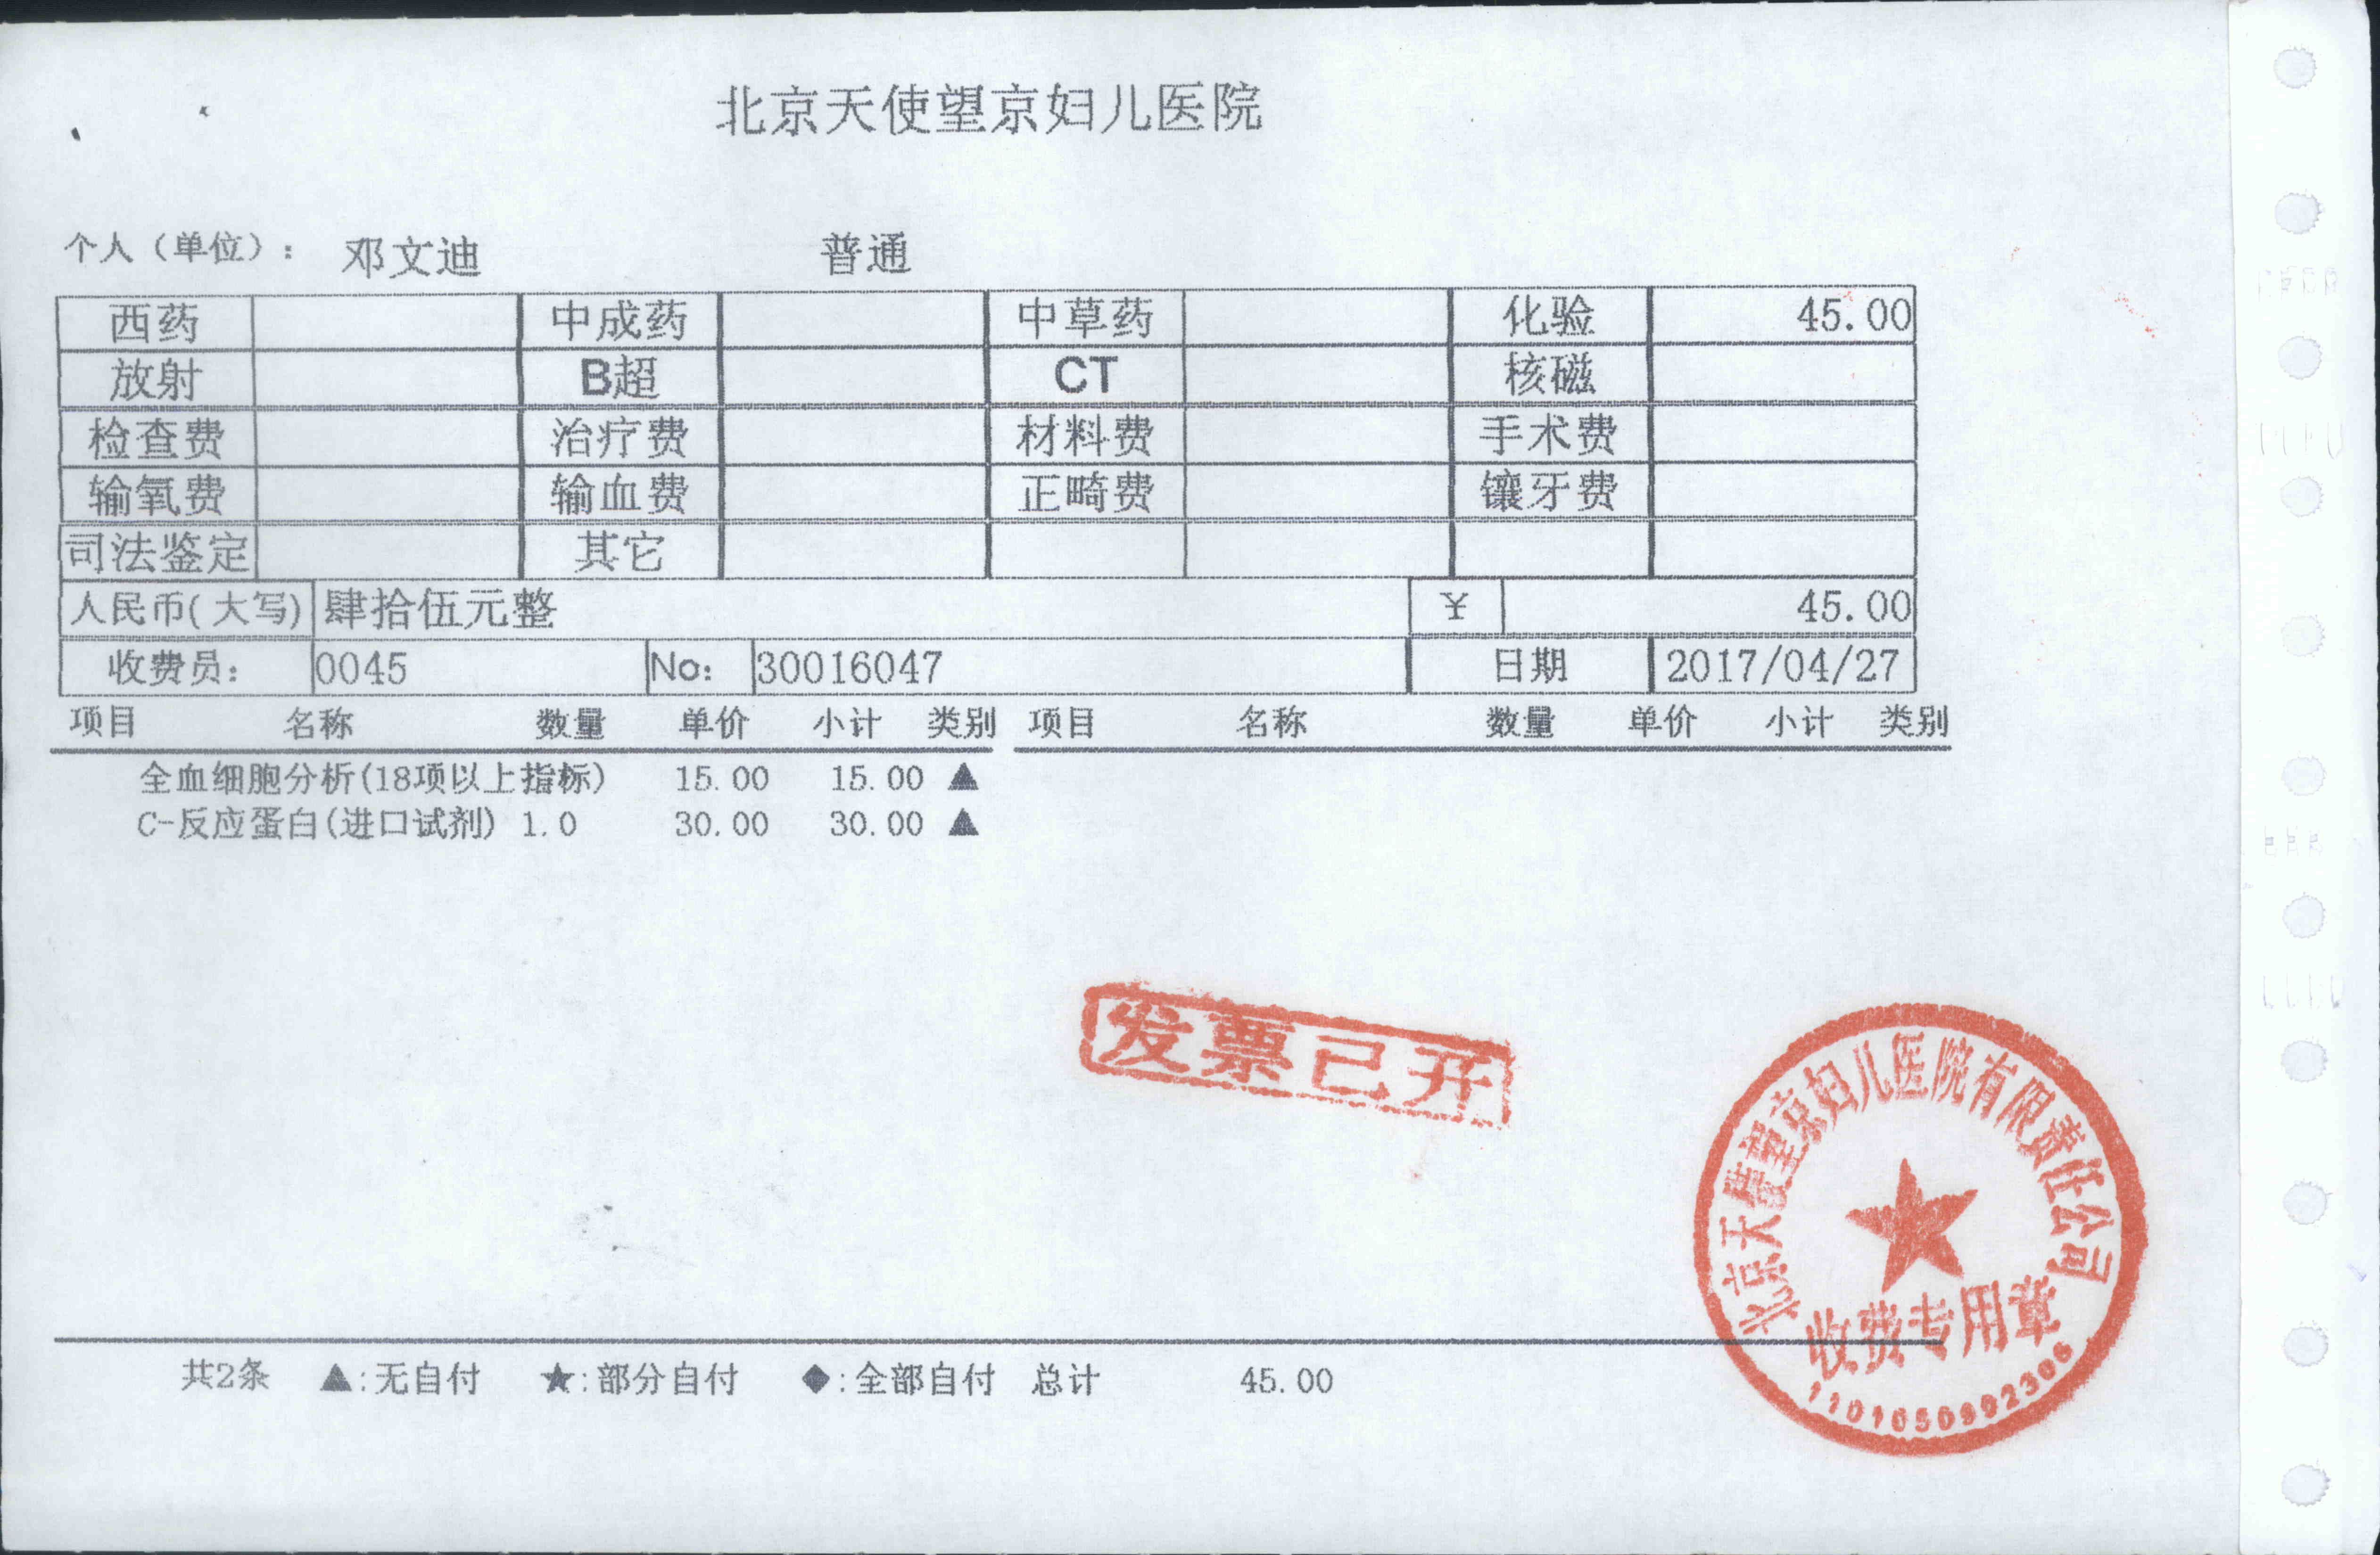 北京天使望京妇儿医院
个人（单位）： 邓文迪 普通
西药 中成药 中草药 化验 45.00
放射 B超 CT 核磁
检查费 治疗费 材料费 手术费
输氧费 输血费 正畸费 镶牙费
司法鉴定 其它
人民币(大写) 肆拾伍元整 ¥ 45.00
收费员： 0045 No： 30016047 日期 2017/04/27
项目 名称 数量 单价 小计 类别 项目 名称 数量 单价 小计 类别
全血细胞分析(18项以上指标) 15.00 15.00 ▲
C-反应蛋白(进口试剂) 1.0 30.00 30.00 ▲
发票已开
北京天使望京妇儿医院有限责任公司
收费专用章
共2条 ▲:无自付 ★:部分自付 ◆:全部自付 总计 45.00